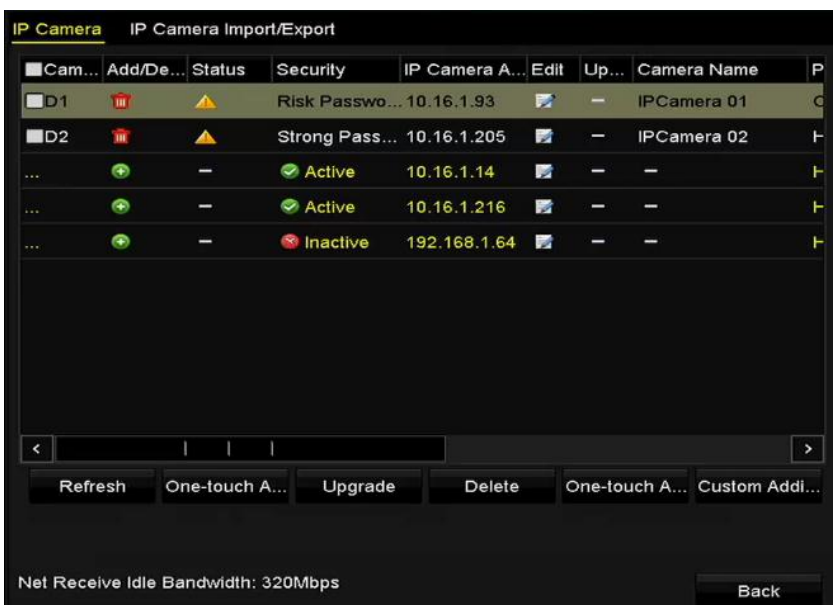 IP Camera IP Camera Import/Export
Cam... Add/De... Status Security IP Camera A... Edit Up... Camera Name P
D1 Risk Passwo... 10.16.1.93 – IPCamera 01 C
D2 Strong Pass... 10.16.1.205 – IPCamera 02 H
... – Active 10.16.1.14 – – H
... – Active 10.16.1.216 – – H
... – Inactive 192.168.1.64 – – H
Refresh One-touch A... Upgrade Delete One-touch A... Custom Addi...
Net Receive Idle Bandwidth: 320Mbps
Back